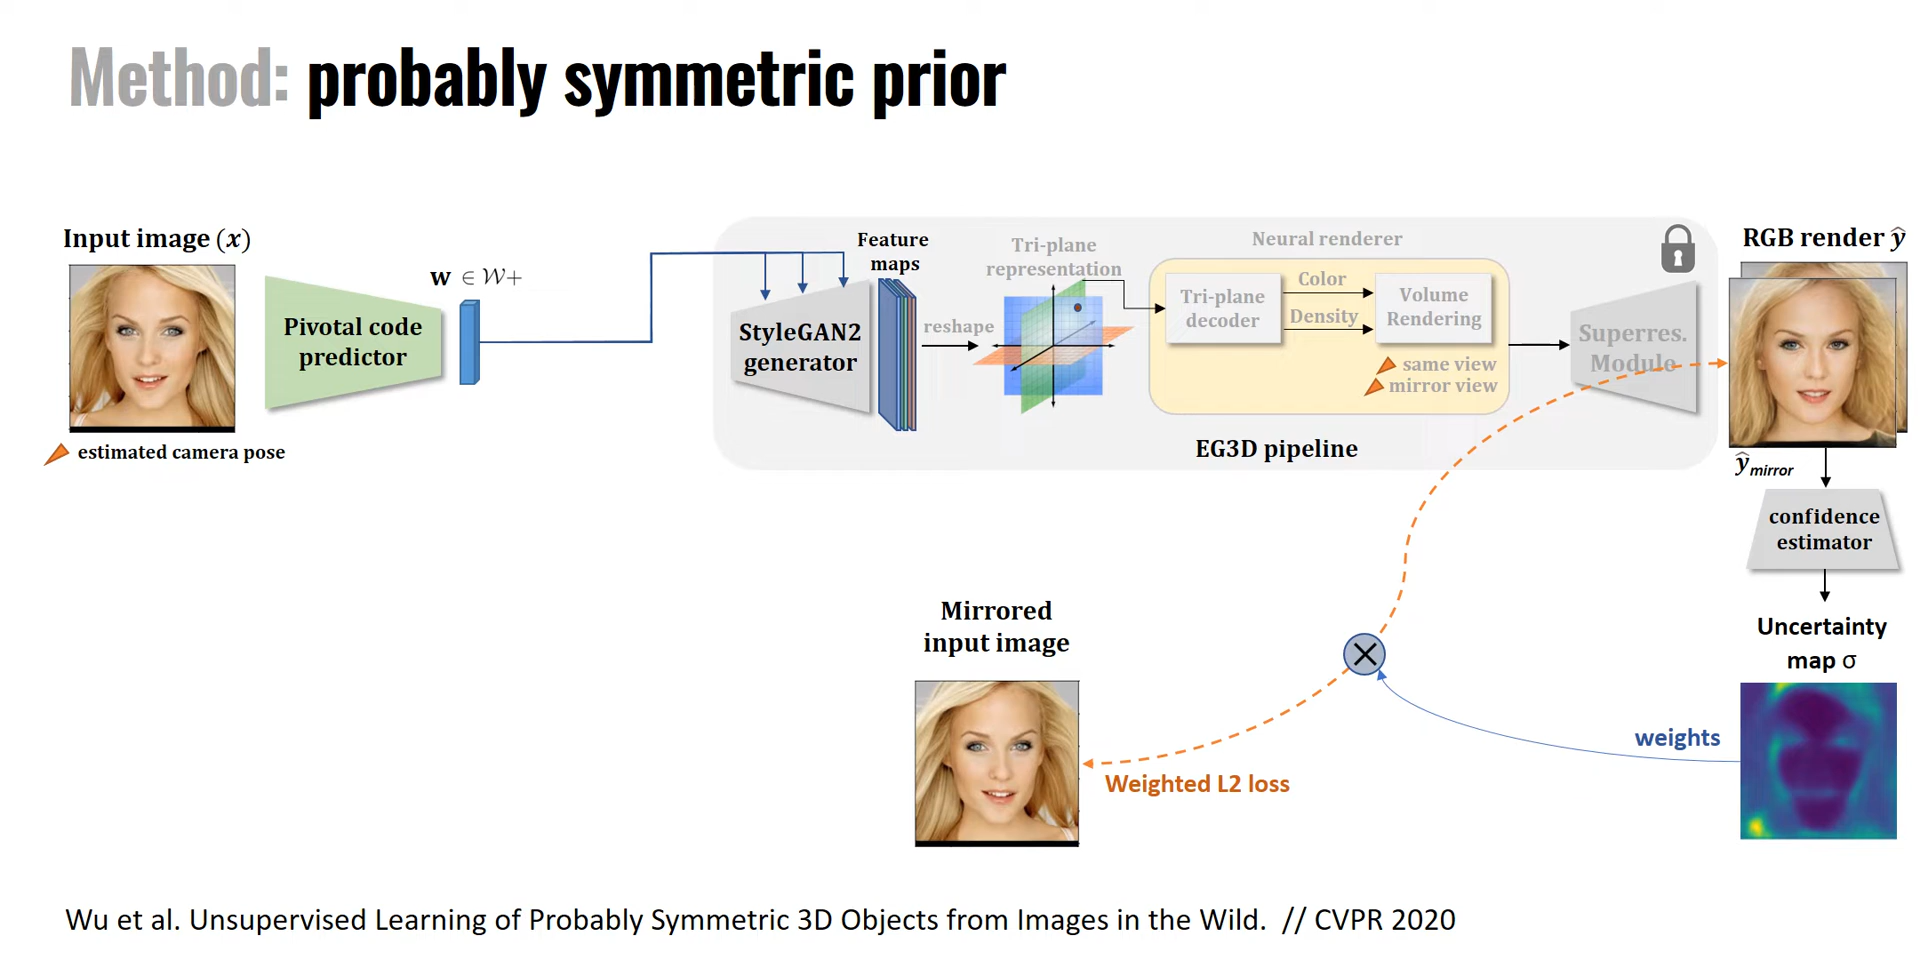 Method: probably symmetric prior
Input image (x)
estimated camera pose
Pivotal code
predictor
w ∈ W+
StyleGAN2
generator
Feature
maps
reshape
Tri-plane
representation
Neural renderer
Tri-plane
decoder
Color
Density
Volume
Rendering
same view
mirror view
EG3D pipeline
Superres.
Module
RGB render ŷ
ŷmirror
confidence
estimator
Uncertainty
map σ
weights
Mirrored
input image
Weighted L2 loss
Wu et al. Unsupervised Learning of Probably Symmetric 3D Objects from Images in the Wild. // CVPR 2020